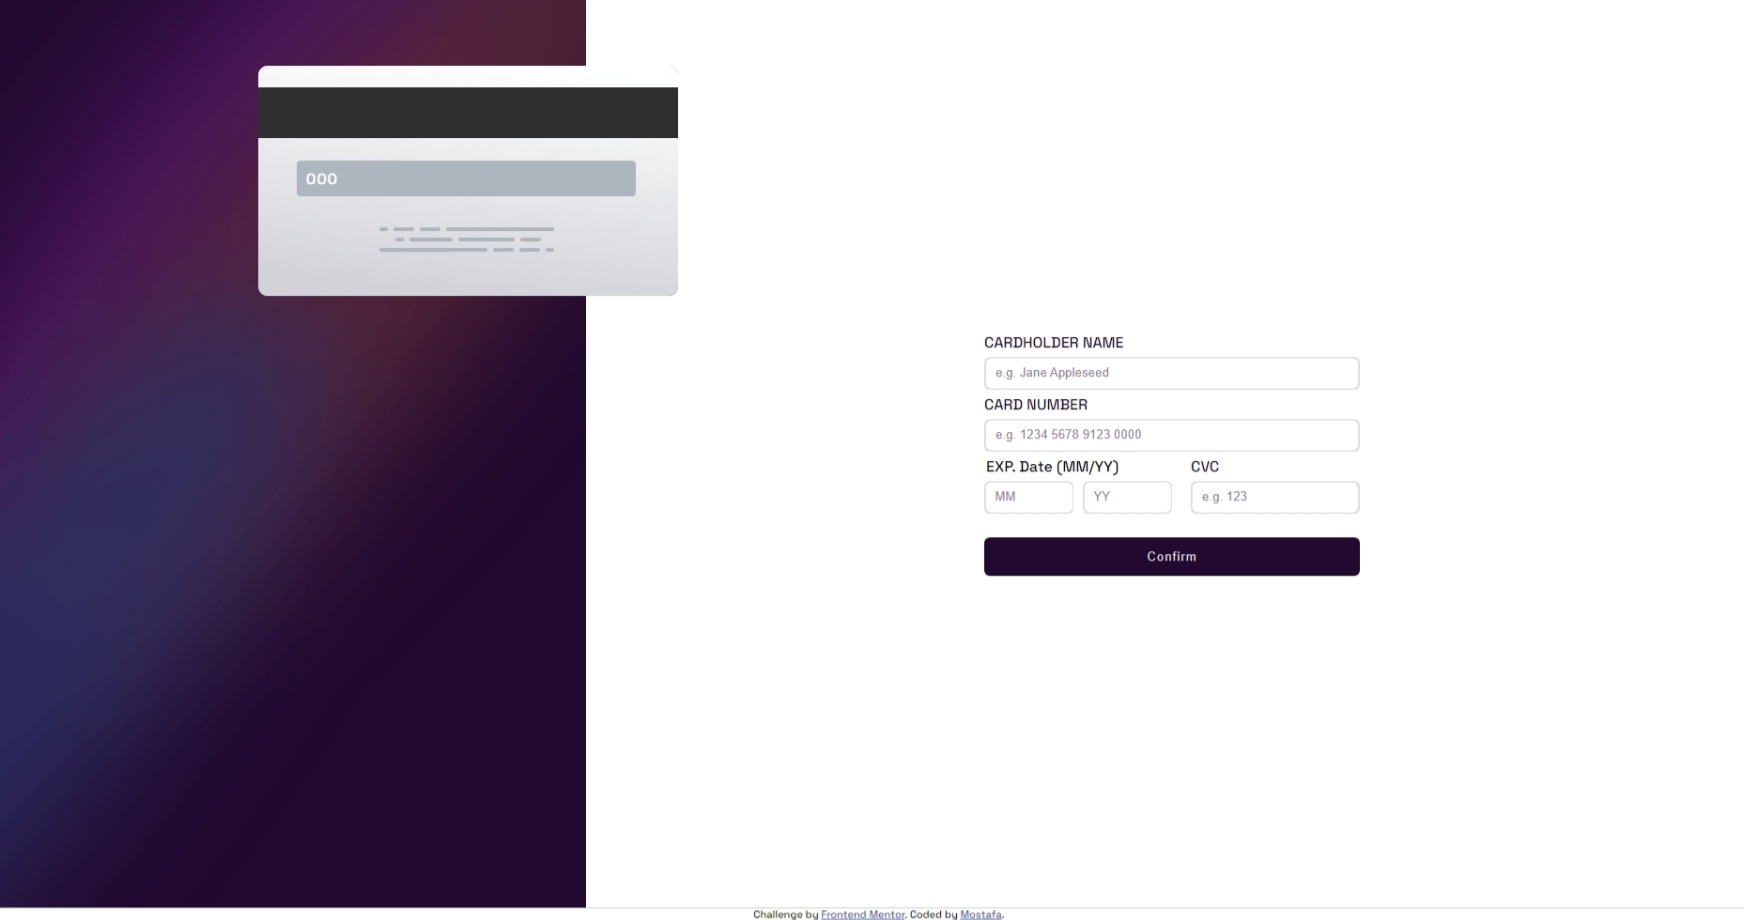 000
CARDHOLDER NAME
e.g. Jane Appleseed
CARD NUMBER
e.g. 1234 5678 9123 0000
EXP. Date (MM/YY) CVC
MM YY e.g. 123
Confirm
Challenge by Frontend Mentor. Coded by Mostafa.